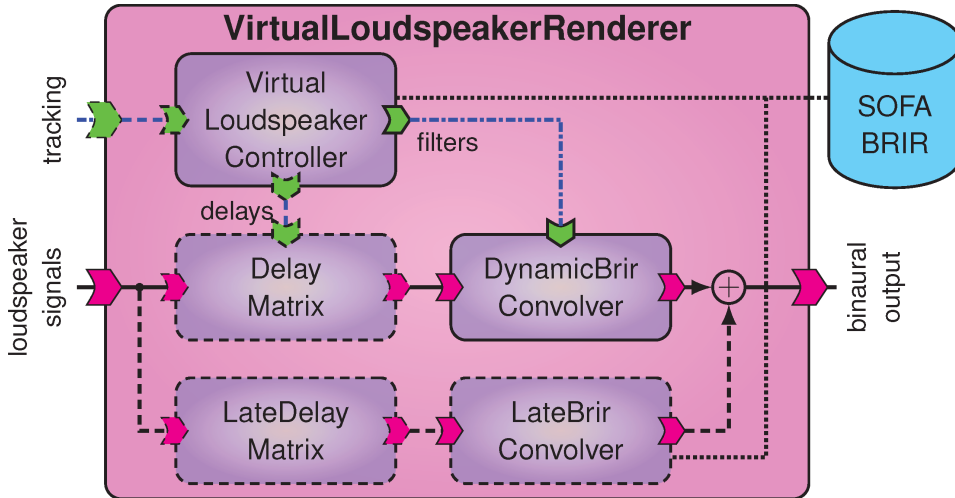 VirtualLoudspeakerRenderer
tracking
Virtual
Loudspeaker
Controller
filters
SOFA
BRIR
delays
loudspeaker
signals
Delay
Matrix
DynamicBrir
Convolver
binaural
output
LateDelay
Matrix
LateBrir
Convolver